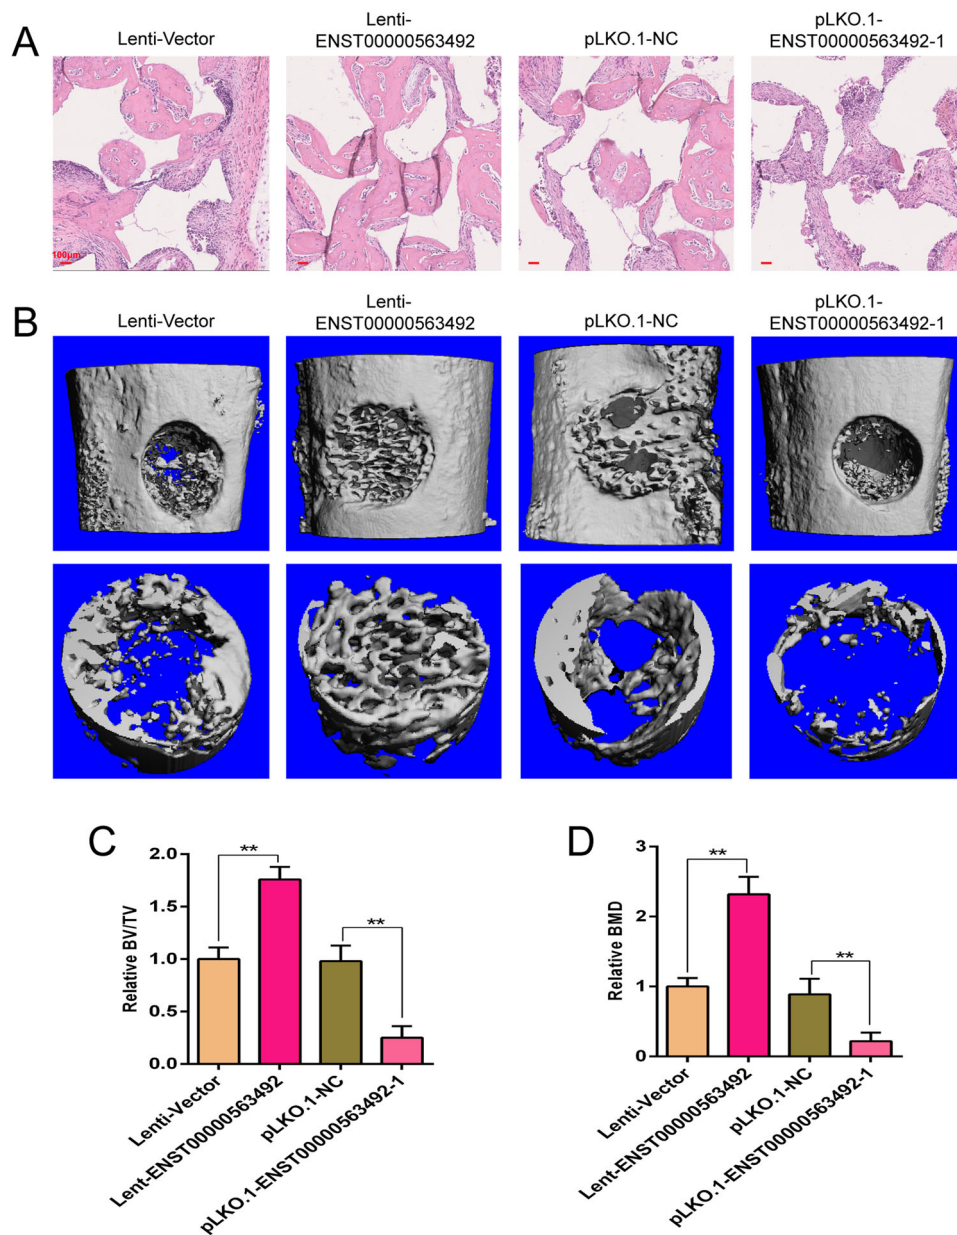 A
Lenti-Vector
Lenti-
ENST00000563492
pLKO.1-NC
pLKO.1-
ENST00000563492-1
100μm
B
Lenti-Vector
Lenti-
ENST00000563492
pLKO.1-NC
pLKO.1-
ENST00000563492-1
C
Relative BV/TV
2.0
1.5
1.0
0.5
0.0
**
**
Lenti-Vector
Lent-ENST00000563492
pLKO.1-NC
pLKO.1-ENST00000563492-1
D
Relative BMD
3
2
1
0
**
**
Lenti-Vector
Lent-ENST00000563492
pLKO.1-NC
pLKO.1-ENST00000563492-1